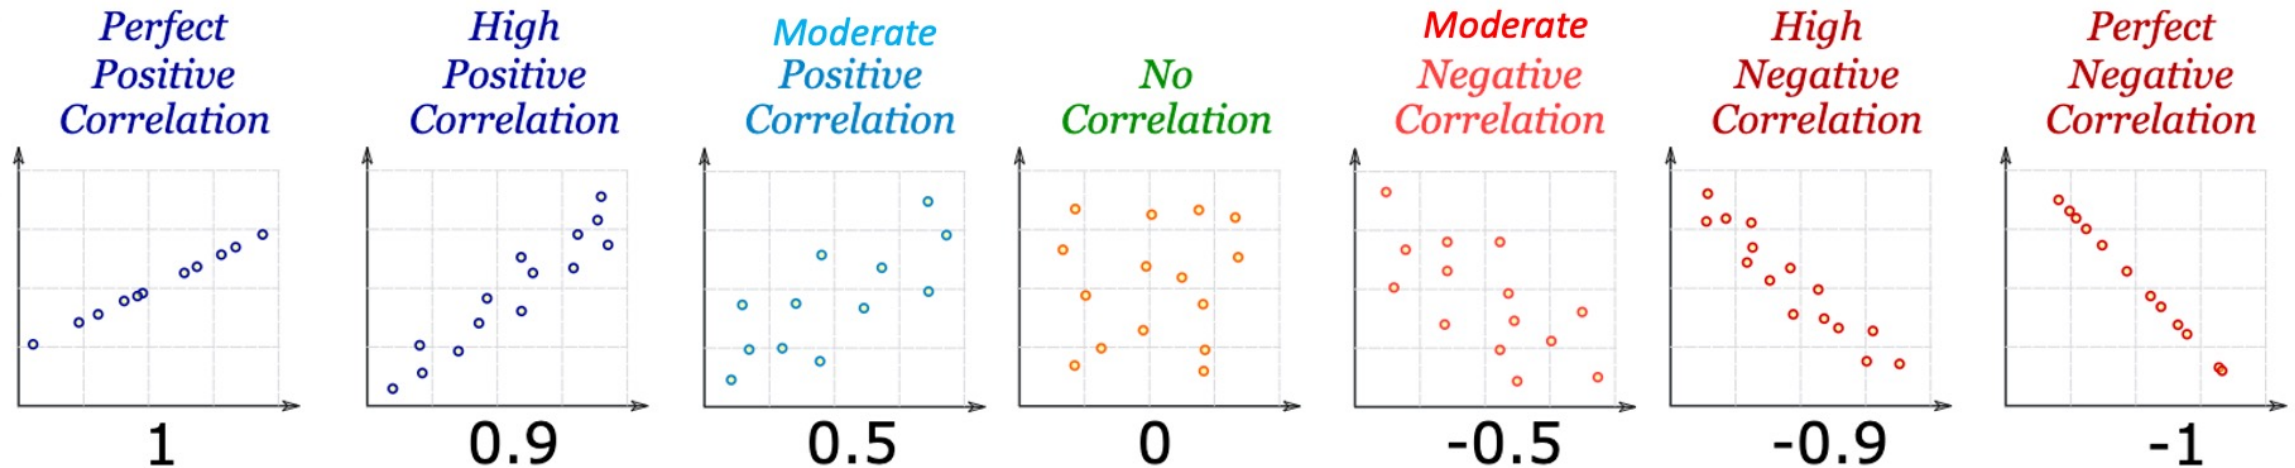 Perfect
Positive
Correlation
High
Positive
Correlation
Moderate
Positive
Correlation
No
Correlation
Moderate
Negative
Correlation
High
Negative
Correlation
Perfect
Negative
Correlation
1
0.9
0.5
0
-0.5
-0.9
-1